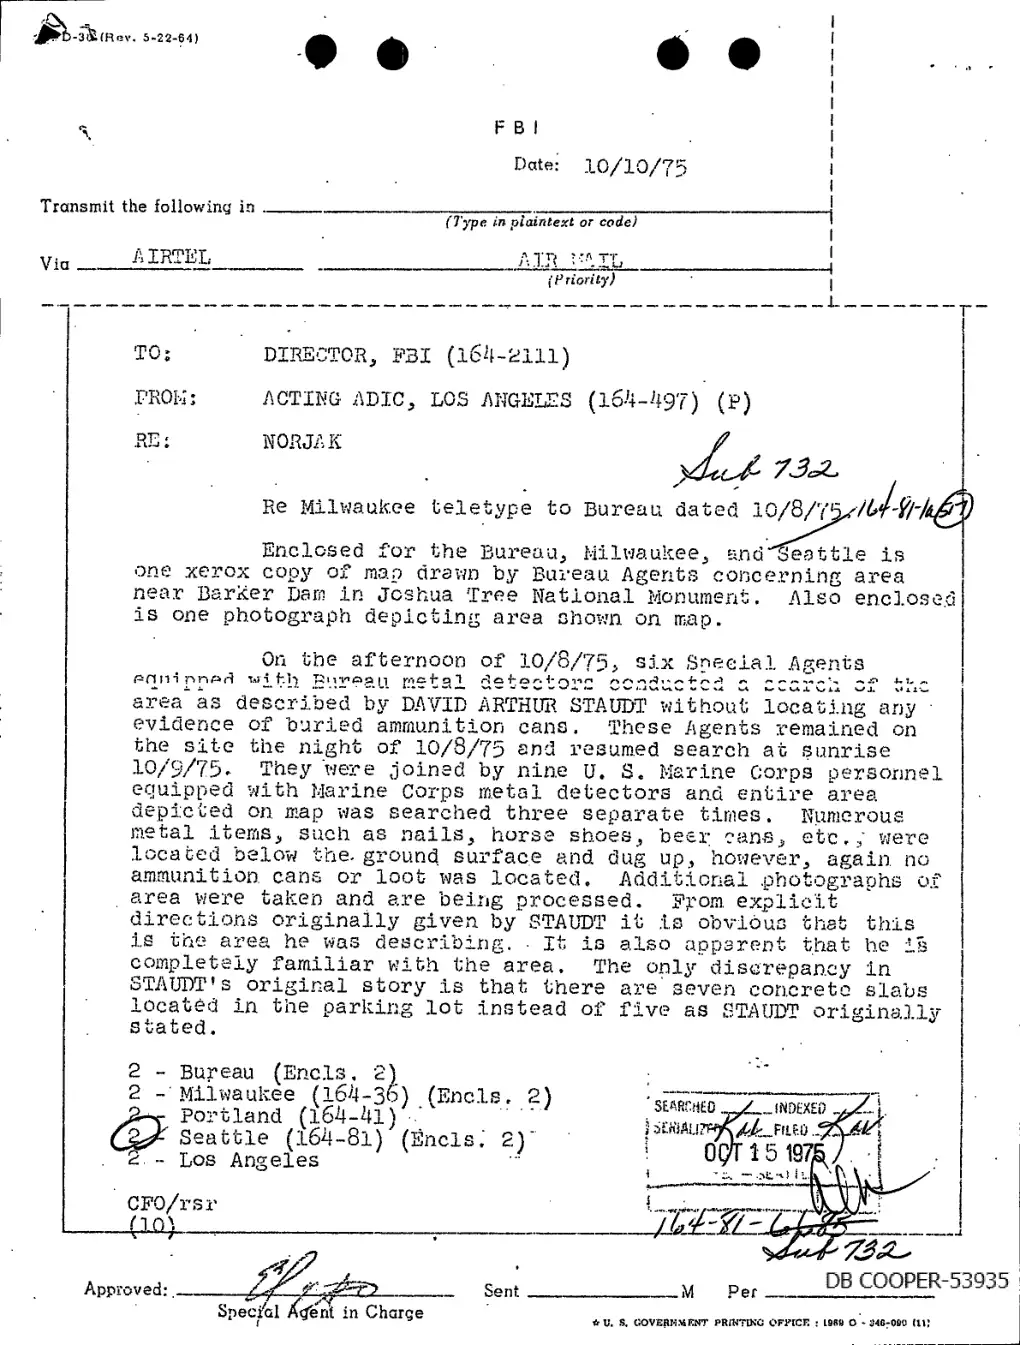 (Rev. 5-22-64)
F B I
Date: 10/10/75
Transmit the following in
(Type in plaintext or code)
Via AIRTEL AIR MAIL
(Priority)
TO: DIRECTOR, FBI (164-2111)
FROM: ACTING ADIC, LOS ANGELES (164-497) (P)
RE: NORJAK
Sub 732
Re Milwaukee teletype to Bureau dated 10/8/75.
Enclosed for the Bureau, Milwaukee, and Seattle is
one xerox copy of map drawn by Bureau Agents concerning area
near Barker Dam in Joshua Tree National Monument. Also enclosed
is one photograph depicting area shown on map.
On the afternoon of 10/8/75, six Special Agents
equipped with Bureau metal detectors conducted a search of the
area as described by DAVID ARTHUR STAUDT without locating any
evidence of buried ammunition cans. These Agents remained on
the site the night of 10/8/75 and resumed search at sunrise
10/9/75. They were joined by nine U. S. Marine Corps personnel
equipped with Marine Corps metal detectors and entire area
depicted on map was searched three separate times. Numerous
metal items, such as nails, horse shoes, beer cans, etc., were
located below the ground surface and dug up, however, again no
ammunition cans or loot was located. Additional photographs of
area were taken and are being processed. From explicit
directions originally given by STAUDT it is obvious that this
is the area he was describing. It is also apparent that he is
completely familiar with the area. The only discrepancy in
STAUDT's original story is that there are seven concrete slabs
located in the parking lot instead of five as STAUDT originally
stated.
2 - Bureau (Encls. 2)
2 - Milwaukee (164-36) (Encls. 2)
2 - Portland (164-41)
2 - Seattle (164-81) (Encls. 2)
2 - Los Angeles
SEARCHED INDEXED
SERIALIZED FILED
OCT 15 1975
CFO/rsr
(10)
164-81-
Sub 732
Approved: Sent M Per
Special Agent in Charge
DB COOPER-53935
☆ U. S. GOVERNMENT PRINTING OFFICE : 1969 O - 346-090 (11)